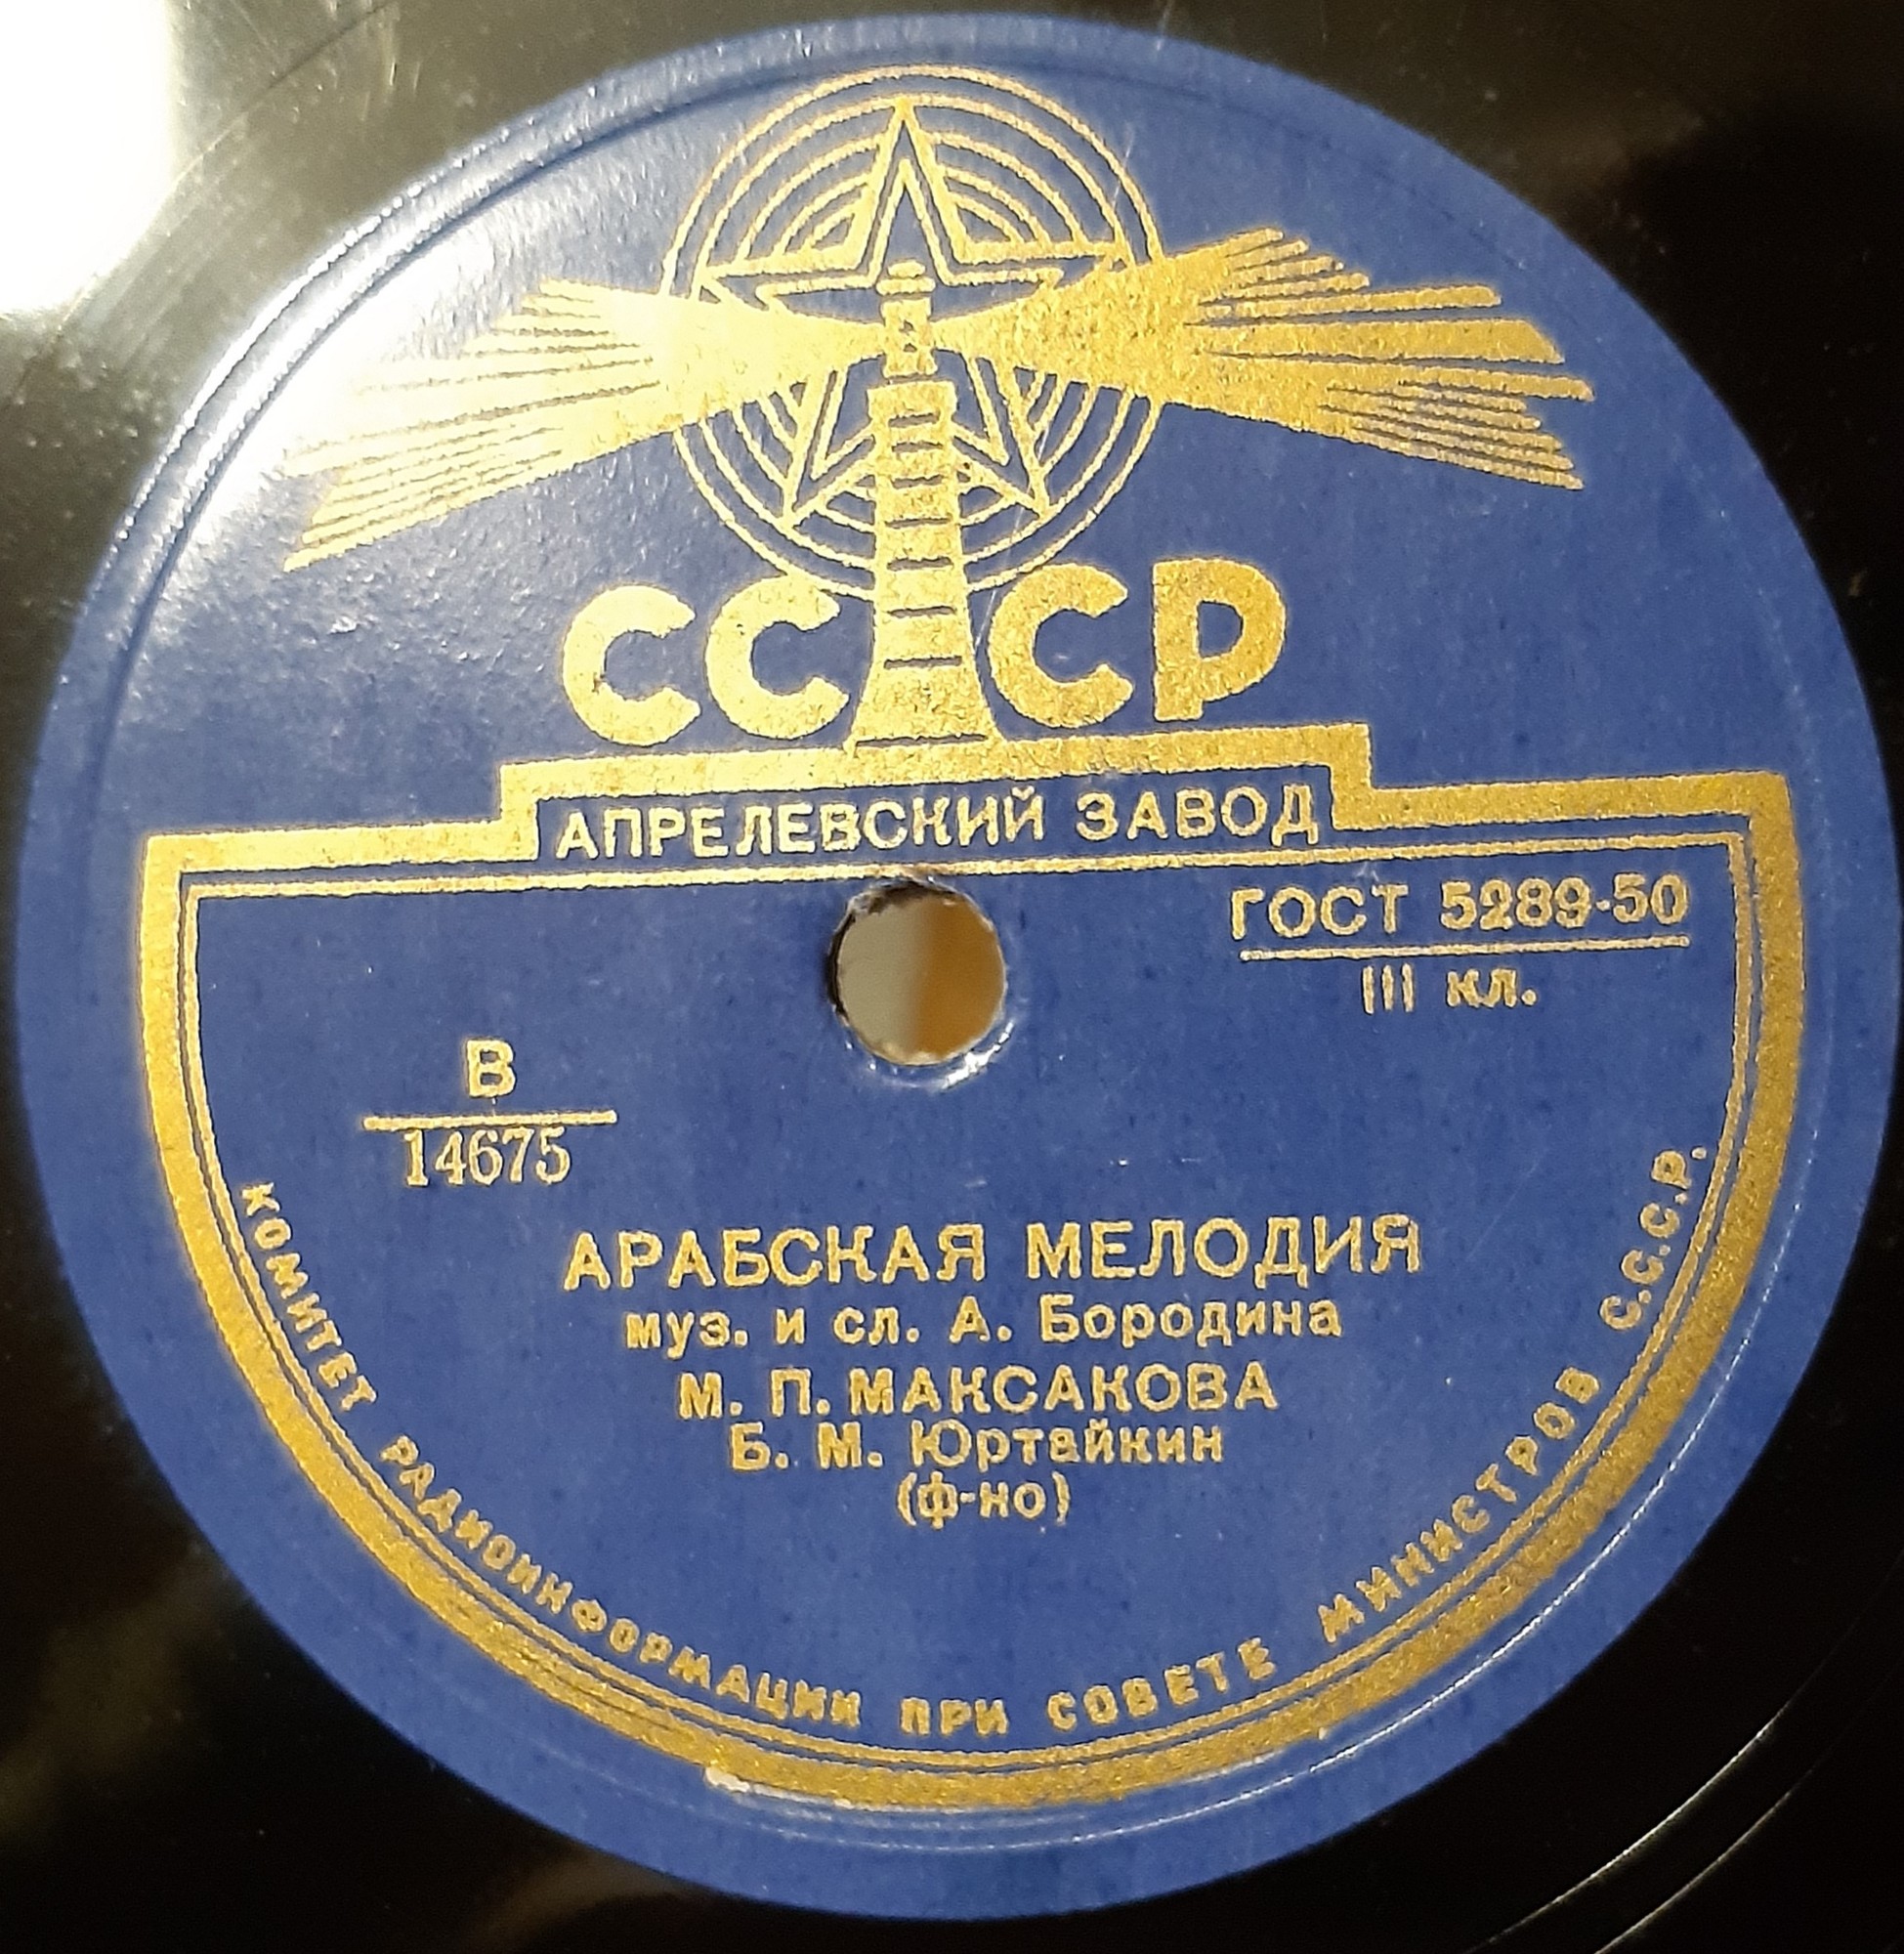 СССР
АПРЕЛЕВСКИЙ ЗАВОД
ГОСТ 5289-50
III кл.
В
14675
АРАБСКАЯ МЕЛОДИЯ
муз. и сл. А. Бородина
М. П. МАКСАКОВА
Б. М. Юртайкин
(ф-но)
КОМИТЕТ РАДИОИНФОРМАЦИИ ПРИ СОВЕТЕ МИНИСТРОВ С.С.С.Р.